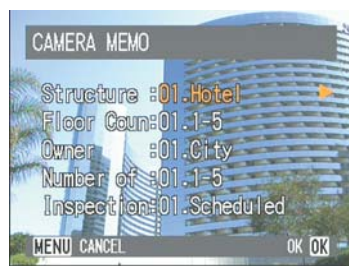 CAMERA MEMO
Structure :01.Hotel
Floor Coun:01.1-5
Owner :01.City
Number of :01.1-5
Inspection:01.Scheduled
MENU CANCEL OK OK